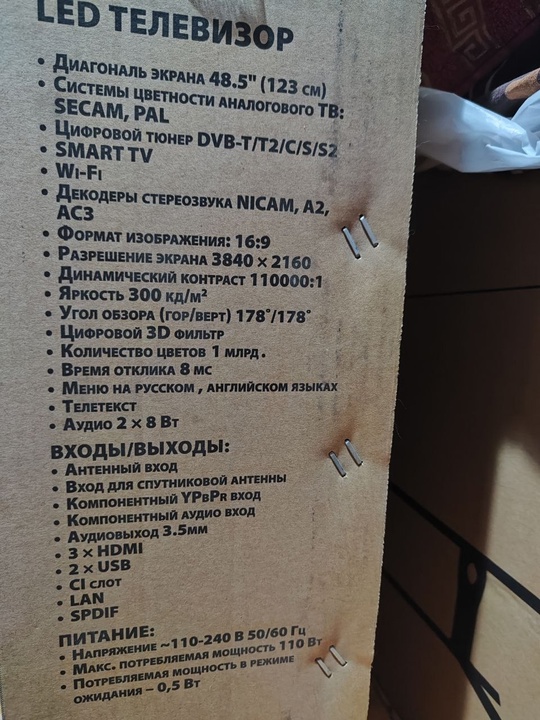 LED ТЕЛЕВИЗОР
• Диагональ экрана 48.5" (123 см)
• Системы цветности аналогового ТВ:
SECAM, PAL
• Цифровой тюнер DVB-T/T2/C/S/S2
• SMART TV
• Wi-Fi
• Декодеры стереозвука NICAM, A2,
AC3
• Формат изображения: 16:9
• Разрешение экрана 3840 × 2160
• Динамический контраст 110000:1
• Яркость 300 кд/м²
• Угол обзора (гор/верт) 178°/178°
• Цифровой 3D фильтр
• Количество цветов 1 млрд.
• Время отклика 8 мс
• Меню на русском , английском языках
• Телетекст
• Аудио 2 × 8 Вт
ВХОДЫ/ВЫХОДЫ:
• Антенный вход
• Вход для спутниковой антенны
• Компонентный YPbPr вход
• Компонентный аудио вход
• Аудиовыход 3.5мм
• 3 × HDMI
• 2 × USB
• CI слот
• LAN
• SPDIF
ПИТАНИЕ:
• Напряжение ~110-240 В 50/60 Гц
• Макс. потребляемая мощность 110 Вт
• Потребляемая мощность в режиме
ожидания – 0,5 Вт